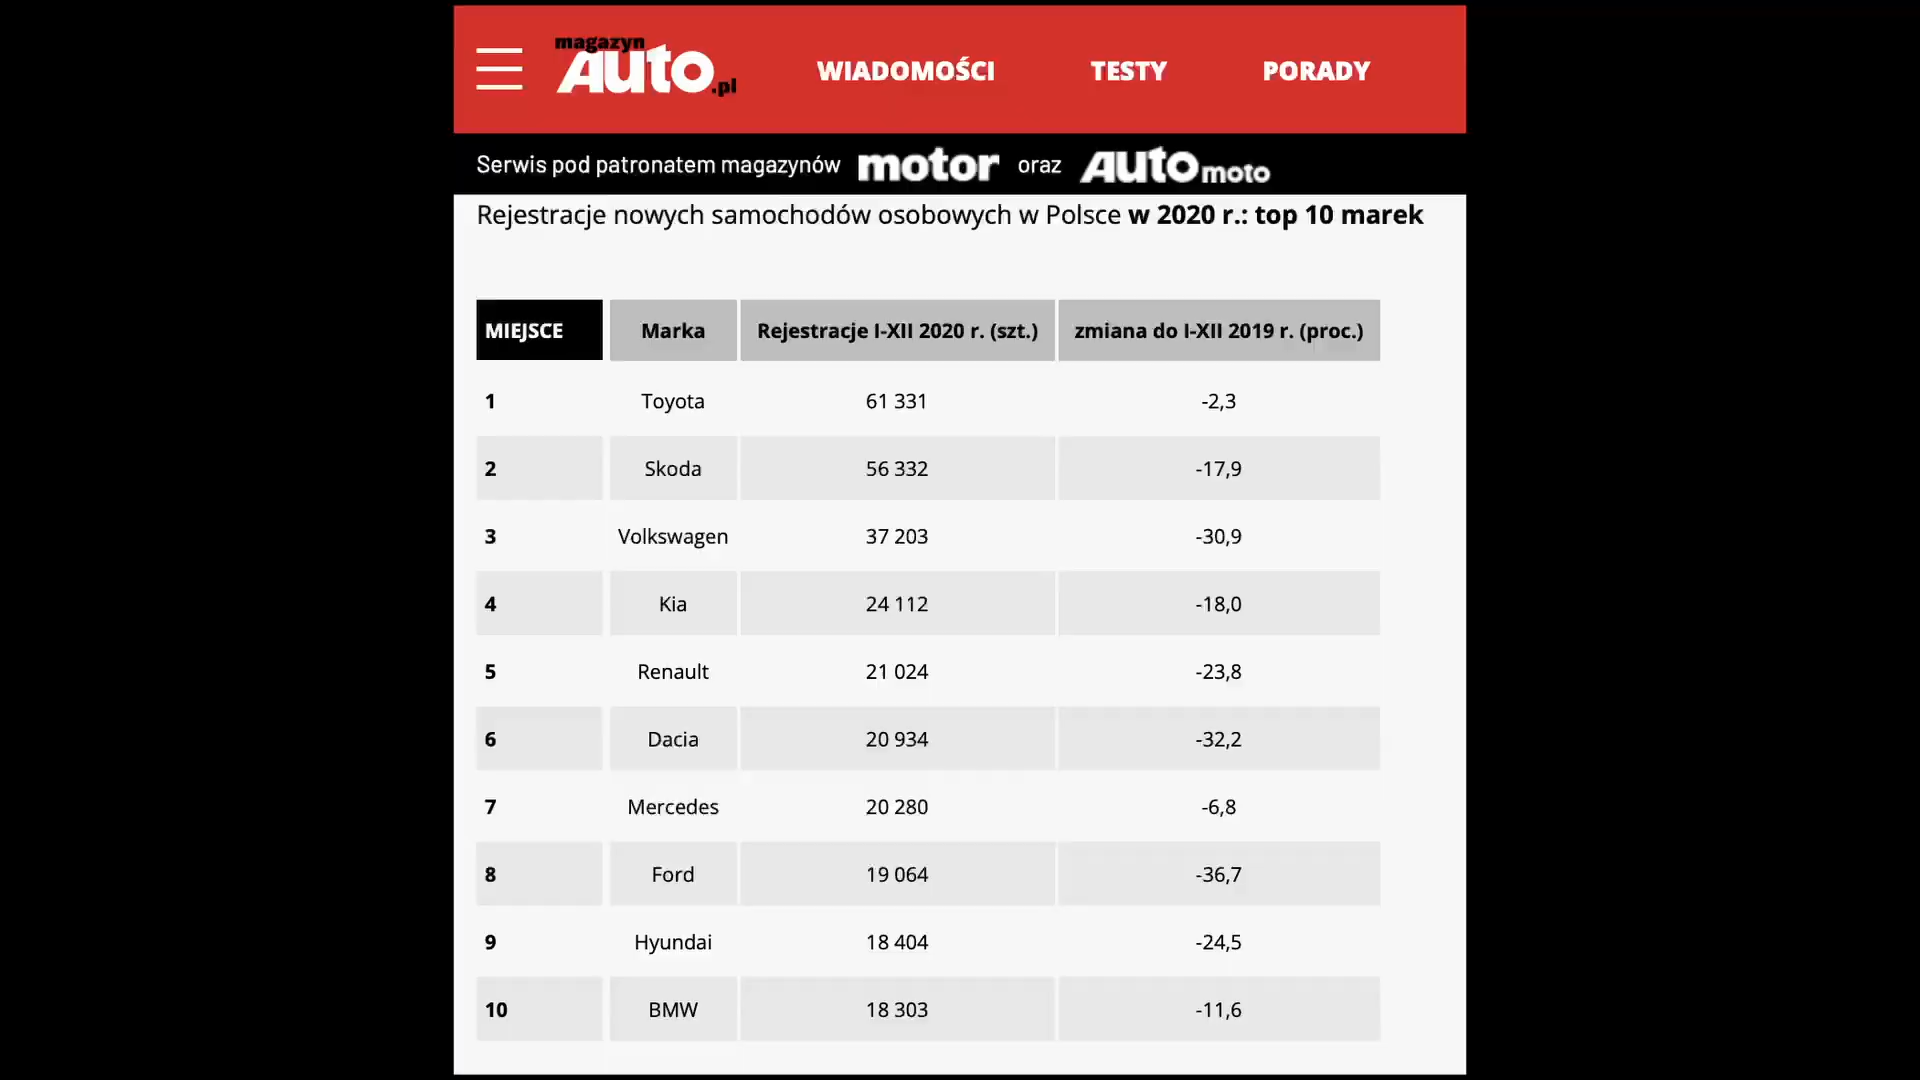 magazyn
Auto.pl
WIADOMOŚCI TESTY PORADY
Serwis pod patronatem magazynów motor oraz Auto moto
Rejestracje nowych samochodów osobowych w Polsce w 2020 r.: top 10 marek
MIEJSCE Marka Rejestracje I-XII 2020 r. (szt.) zmiana do I-XII 2019 r. (proc.)
1 Toyota 61 331 -2,3
2 Skoda 56 332 -17,9
3 Volkswagen 37 203 -30,9
4 Kia 24 112 -18,0
5 Renault 21 024 -23,8
6 Dacia 20 934 -32,2
7 Mercedes 20 280 -6,8
8 Ford 19 064 -36,7
9 Hyundai 18 404 -24,5
10 BMW 18 303 -11,6